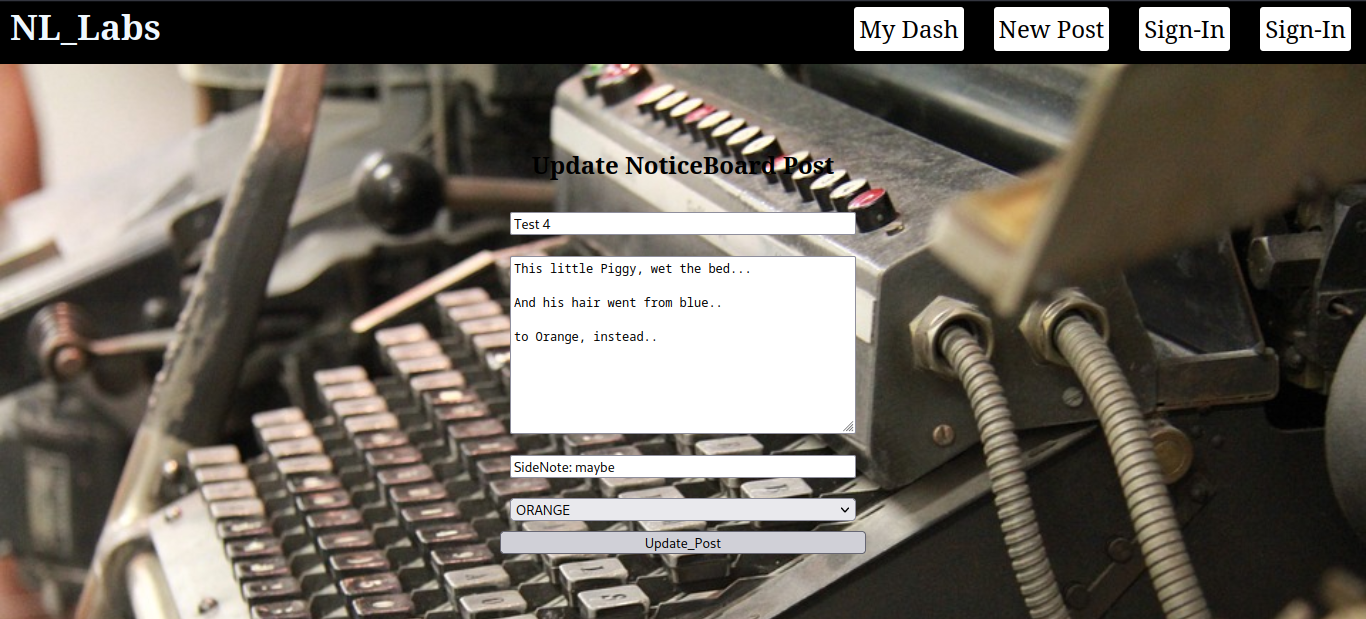 NL_Labs
My Dash
New Post
Sign-In
Sign-In
Update NoticeBoard Post
Test 4
This little Piggy, wet the bed...
And his hair went from blue..
to Orange, instead..
SideNote: maybe
ORANGE
Update_Post